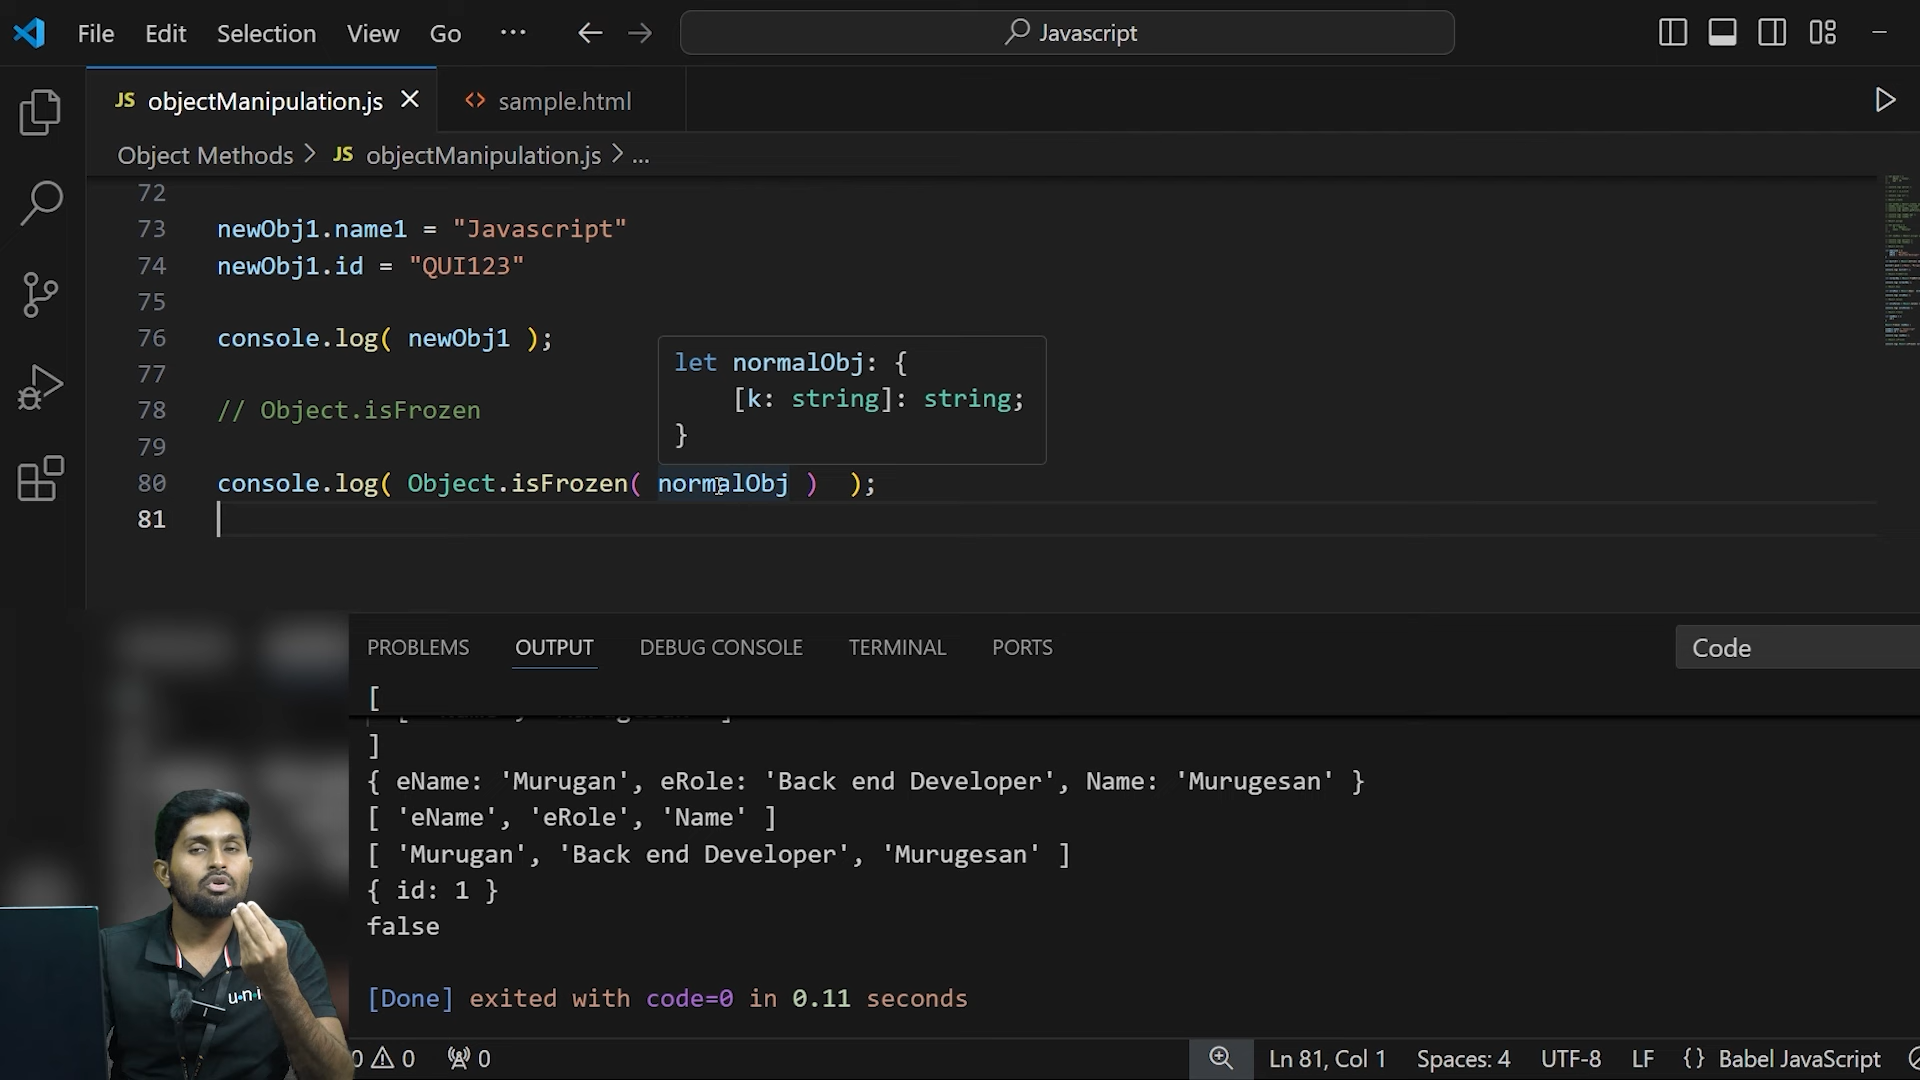 File Edit Selection View Go ... Javascript
JS objectManipulation.js sample.html
Object Methods > JS objectManipulation.js > ...
72
73 newObj1.name1 = "Javascript"
74 newObj1.id = "QUI123"
75
76 console.log( newObj1 );
77
78 // Object.isFrozen
79
80 console.log( Object.isFrozen( normalObj ) );
81
let normalObj: {
[k: string]: string;
}
PROBLEMS OUTPUT DEBUG CONSOLE TERMINAL PORTS Code
[
]
{ eName: 'Murugan', eRole: 'Back end Developer', Name: 'Murugesan' }
[ 'eName', 'eRole', 'Name' ]
[ 'Murugan', 'Back end Developer', 'Murugesan' ]
{ id: 1 }
false
[Done] exited with code=0 in 0.11 seconds
u·n·i
0 0 0 Ln 81, Col 1 Spaces: 4 UTF-8 LF {} Babel JavaScript